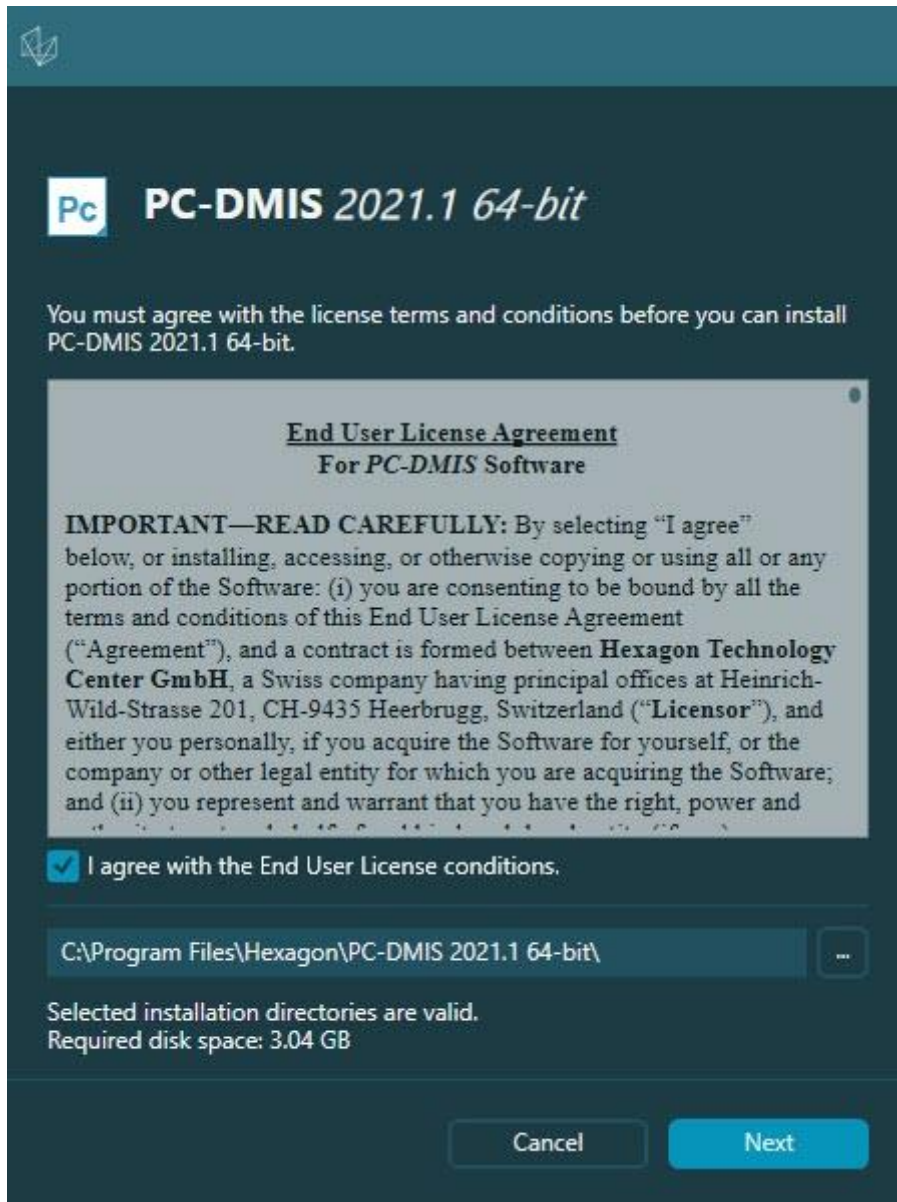 Pc
PC-DMIS 2021.1 64-bit
You must agree with the license terms and conditions before you can install
PC-DMIS 2021.1 64-bit.
End User License Agreement
For PC-DMIS Software
IMPORTANT—READ CAREFULLY: By selecting “I agree”
below, or installing, accessing, or otherwise copying or using all or any
portion of the Software: (i) you are consenting to be bound by all the
terms and conditions of this End User License Agreement
(“Agreement”), and a contract is formed between Hexagon Technology
Center GmbH, a Swiss company having principal offices at Heinrich-
Wild-Strasse 201, CH-9435 Heerbrugg, Switzerland (“Licensor”), and
either you personally, if you acquire the Software for yourself, or the
company or other legal entity for which you are acquiring the Software;
and (ii) you represent and warrant that you have the right, power and
I agree with the End User License conditions.
C:\Program Files\Hexagon\PC-DMIS 2021.1 64-bit\
...
Selected installation directories are valid.
Required disk space: 3.04 GB
Cancel
Next